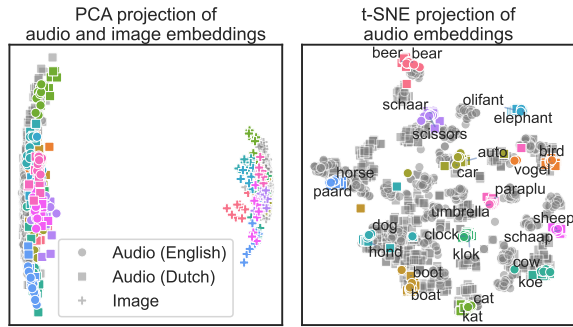 PCA projection of
audio and image embeddings
Audio (English)
Audio (Dutch)
Image
t-SNE projection of
audio embeddings
beer bear
schaar
olifant
elephant
scissors
auto
bird
car
vogel
horse
paard
paraplu
umbrella
sheep
dog
clock
schaap
hond
klok
cow
boot
koe
boat
cat
kat